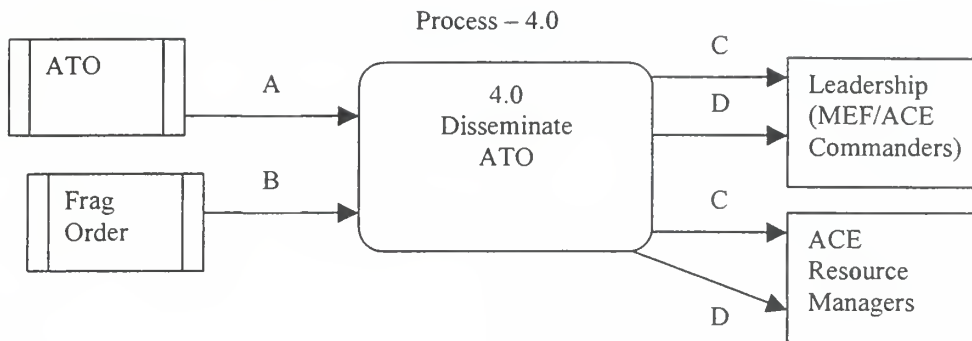 Process – 4.0
ATO
A
Frag
Order
B
4.0
Disseminate
ATO
C
D
C
D
Leadership
(MEF/ACE
Commanders)
ACE
Resource
Managers